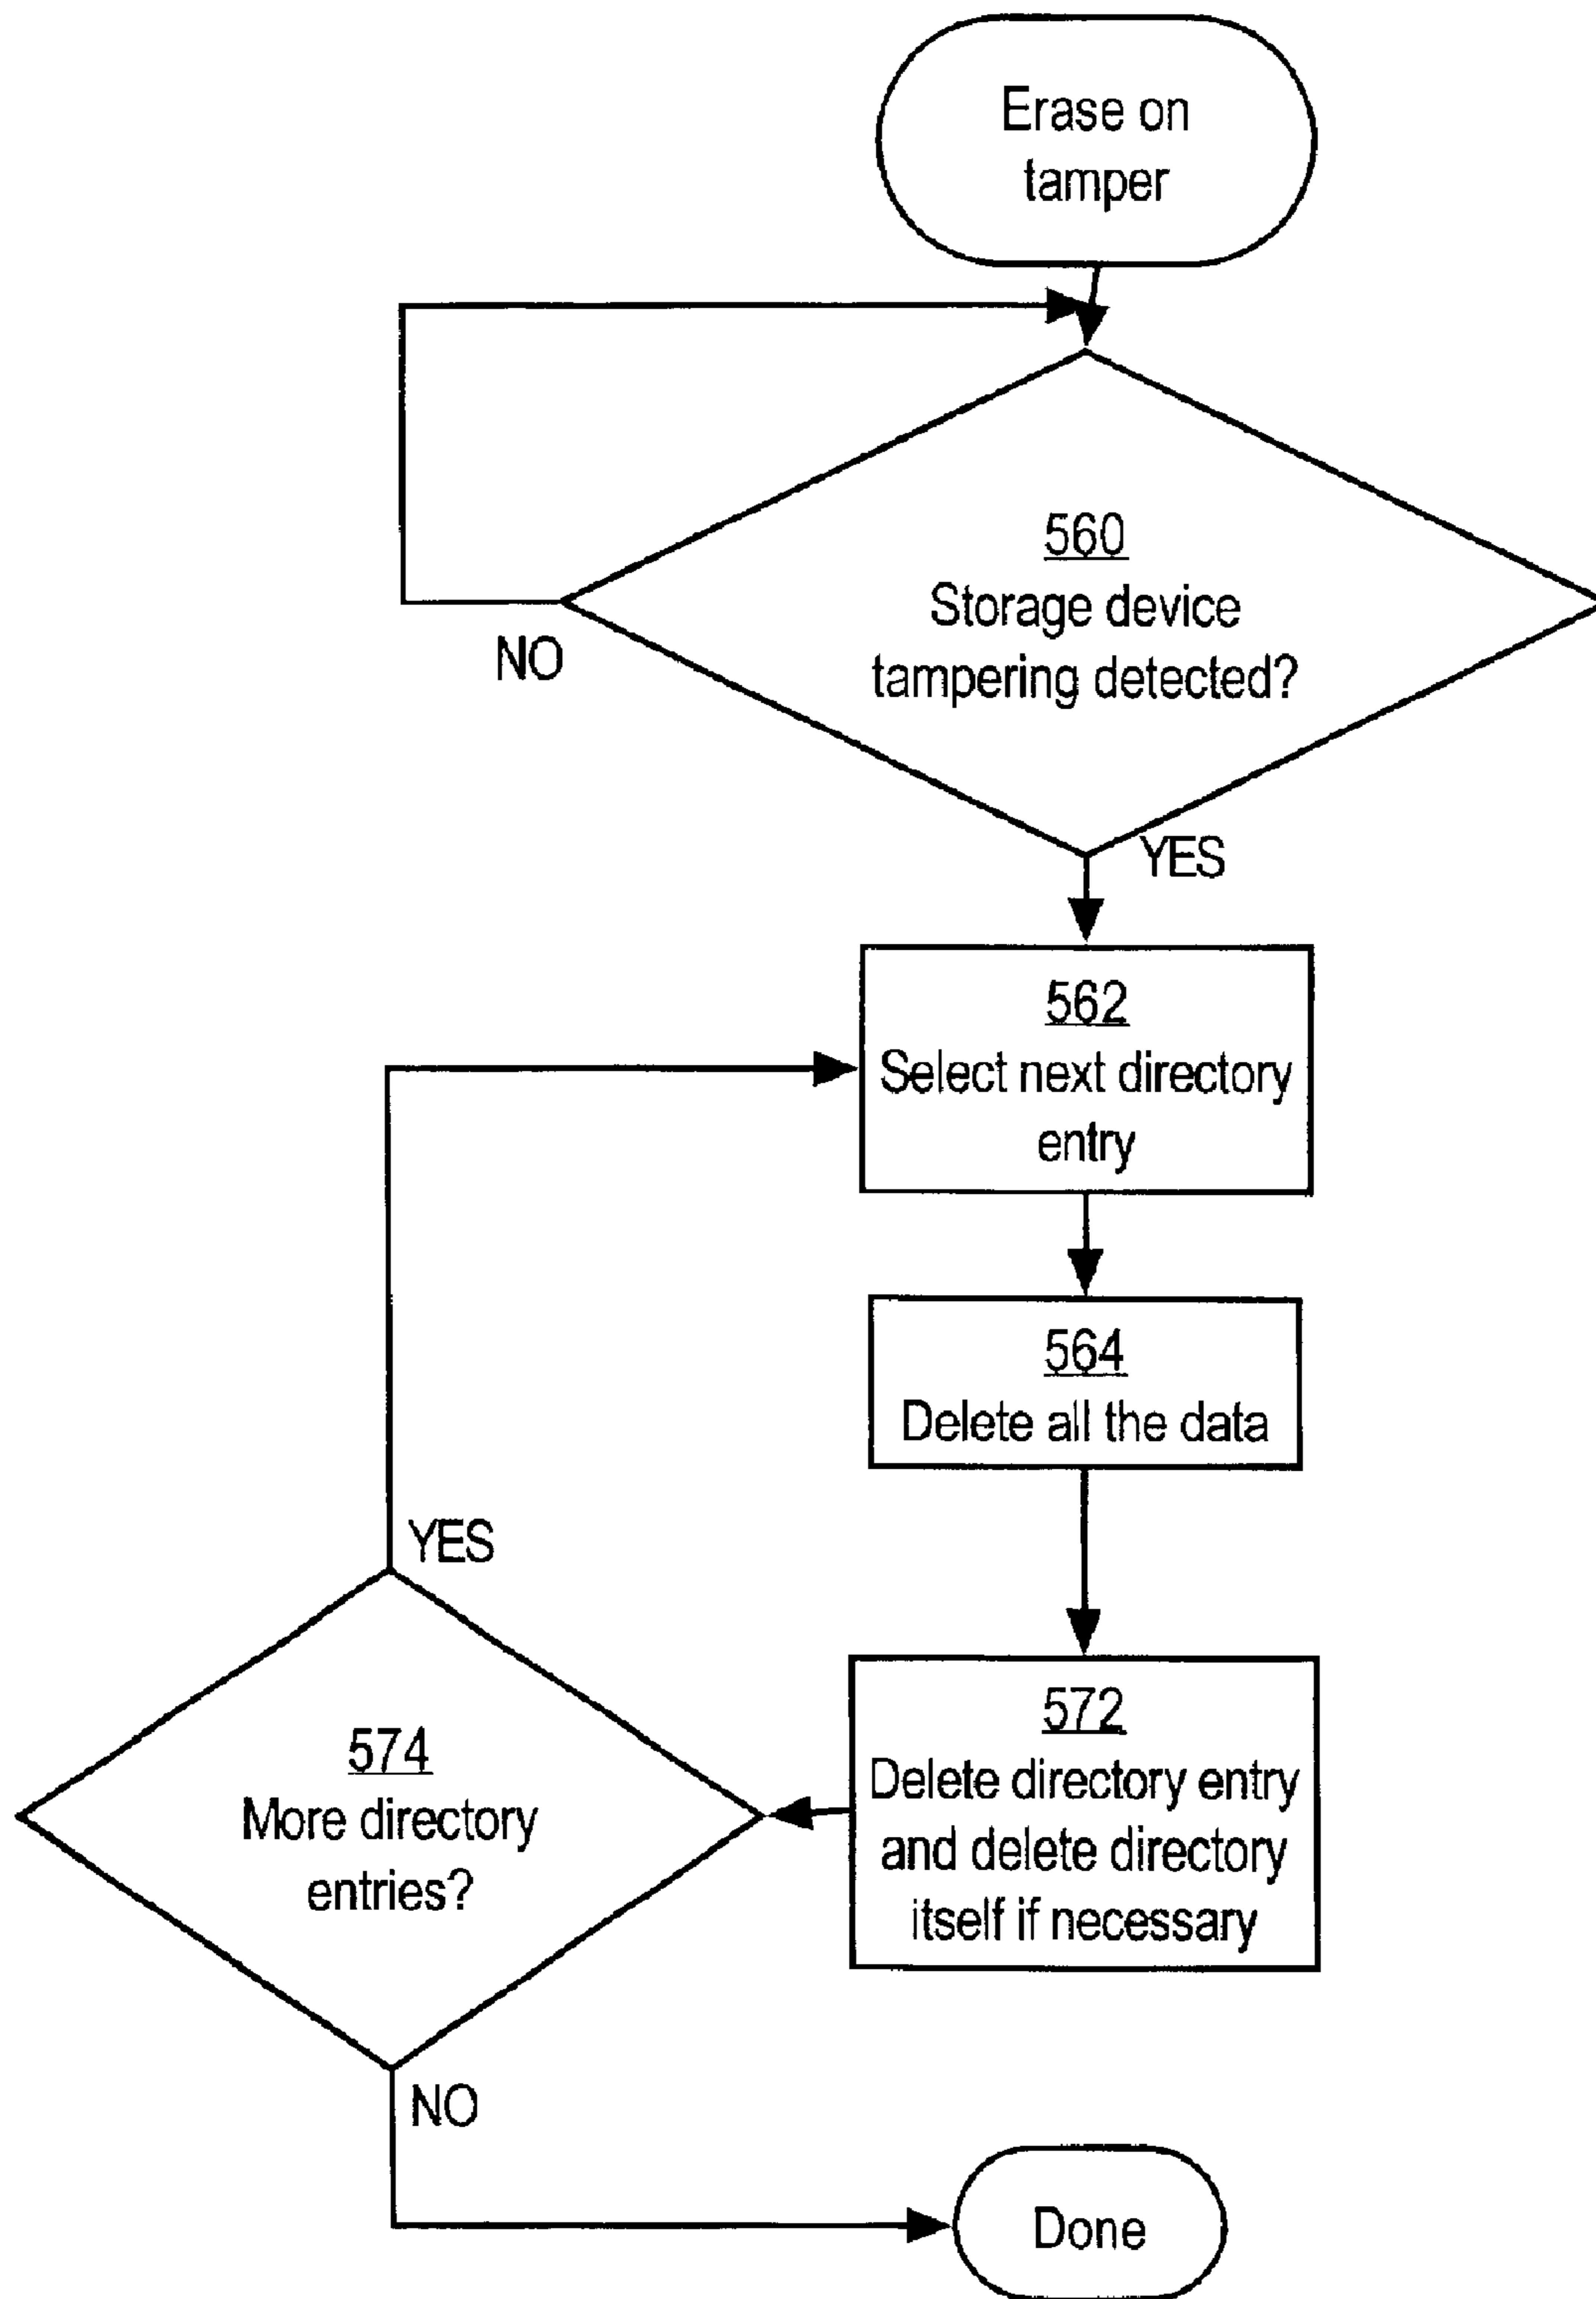 Erase on
tamper
560
Storage device
tampering detected?
NO
YES
562
Select next directory
entry
564
Delete all the data
YES
572
Delete directory entry
and delete directory
itself if necessary
574
More directory
entries?
NO
Done